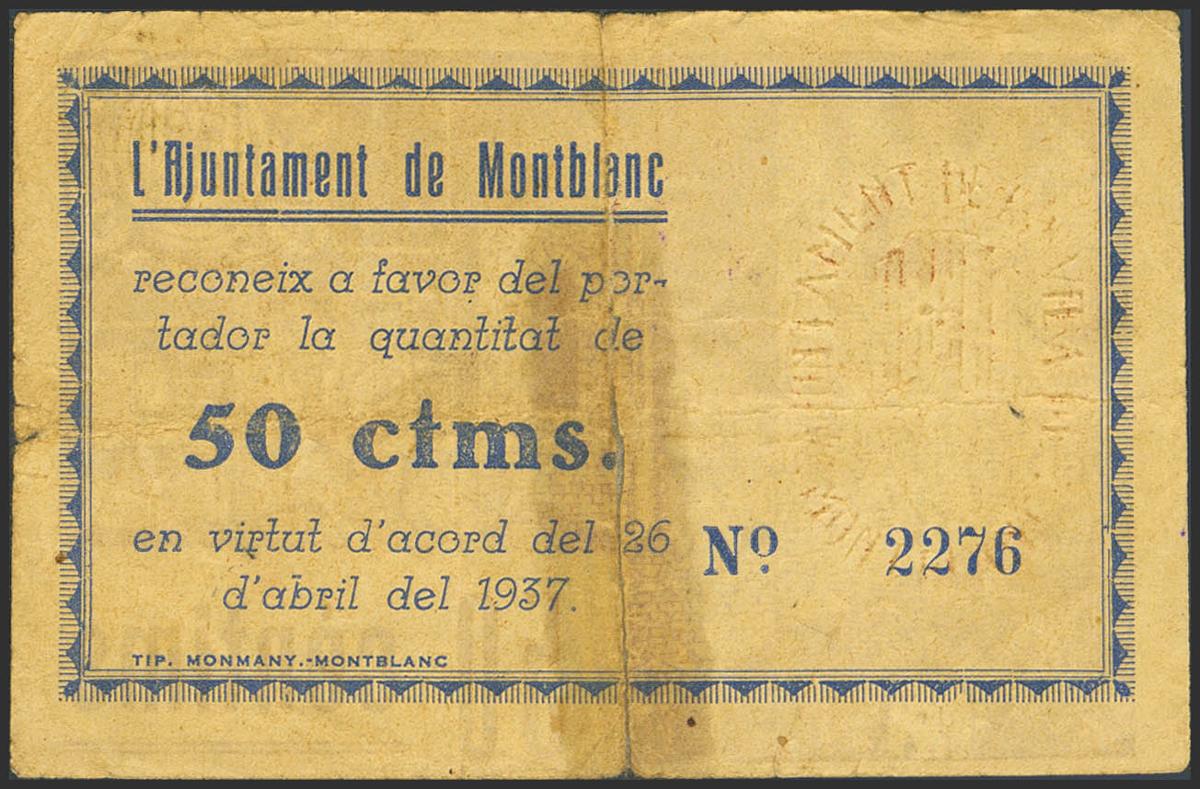 L'Ajuntament de Montblanc
reconeix a favor del por-
tador la quantitat de
50 ctms.
en virtut d'acord del 26
d'abril del 1937.
Nº. 2276
TIP. MONMANY.-MONTBLANC